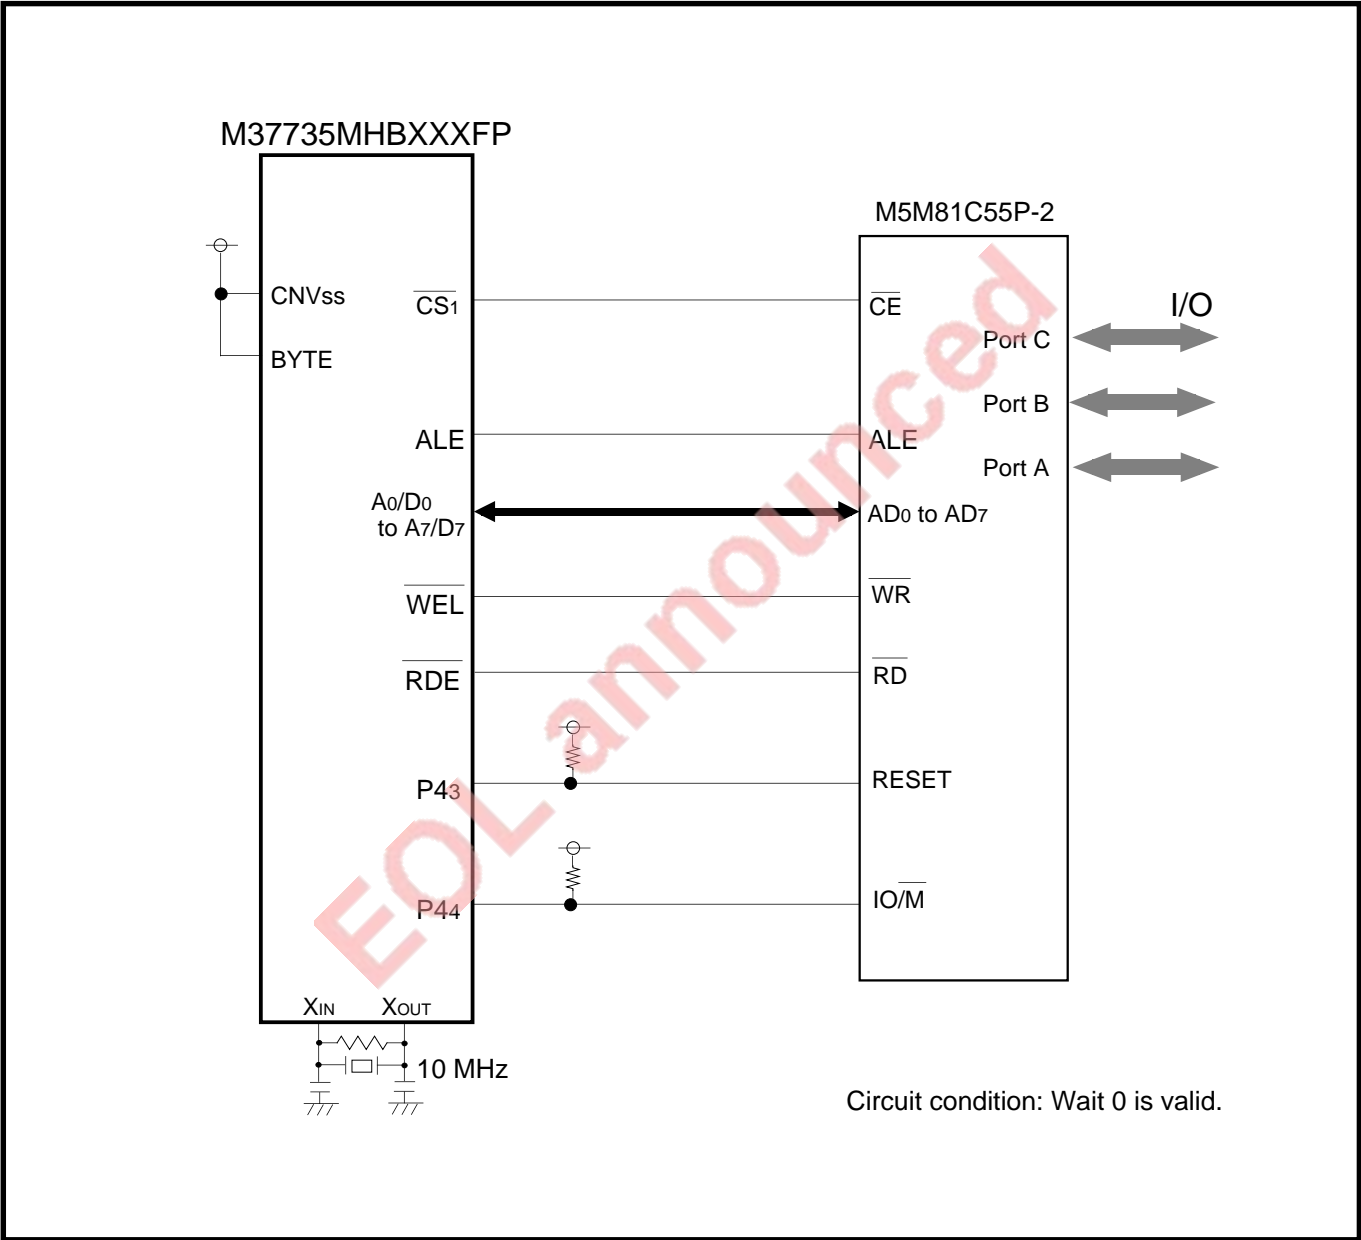 M37735MHBXXXFP
M5M81C55P-2
CNVss
BYTE
CS1
ALE
A0/D0
to A7/D7
WEL
RDE
P43
P44
XIN
XOUT
10 MHz
CE
Port C
Port B
ALE
Port A
AD0 to AD7
WR
RD
RESET
IO/M
I/O
EOL announced
Circuit condition: Wait 0 is valid.